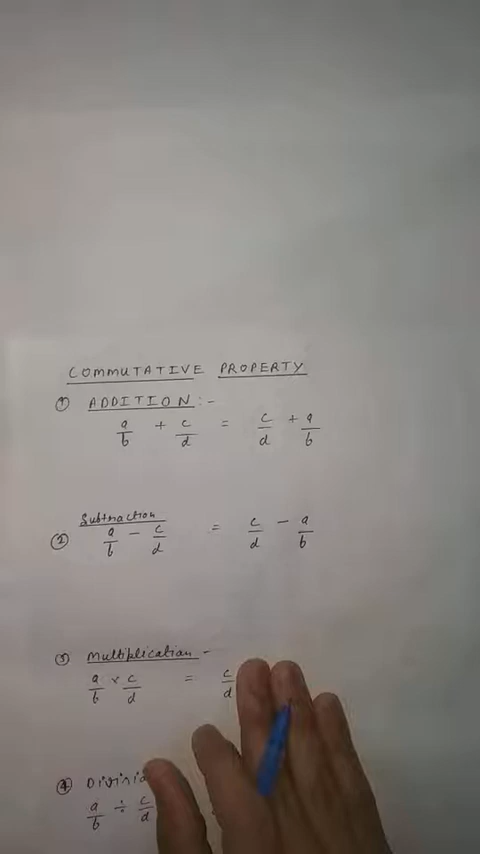 COMMUTATIVE PROPERTY
① ADDITION :-
a/b + c/d = c/d + a/b
Subtraction
② a/b - c/d = c/d - a/b
③ Multiplication -
a/b × c/d = c/d
④
a/b ÷ c/d